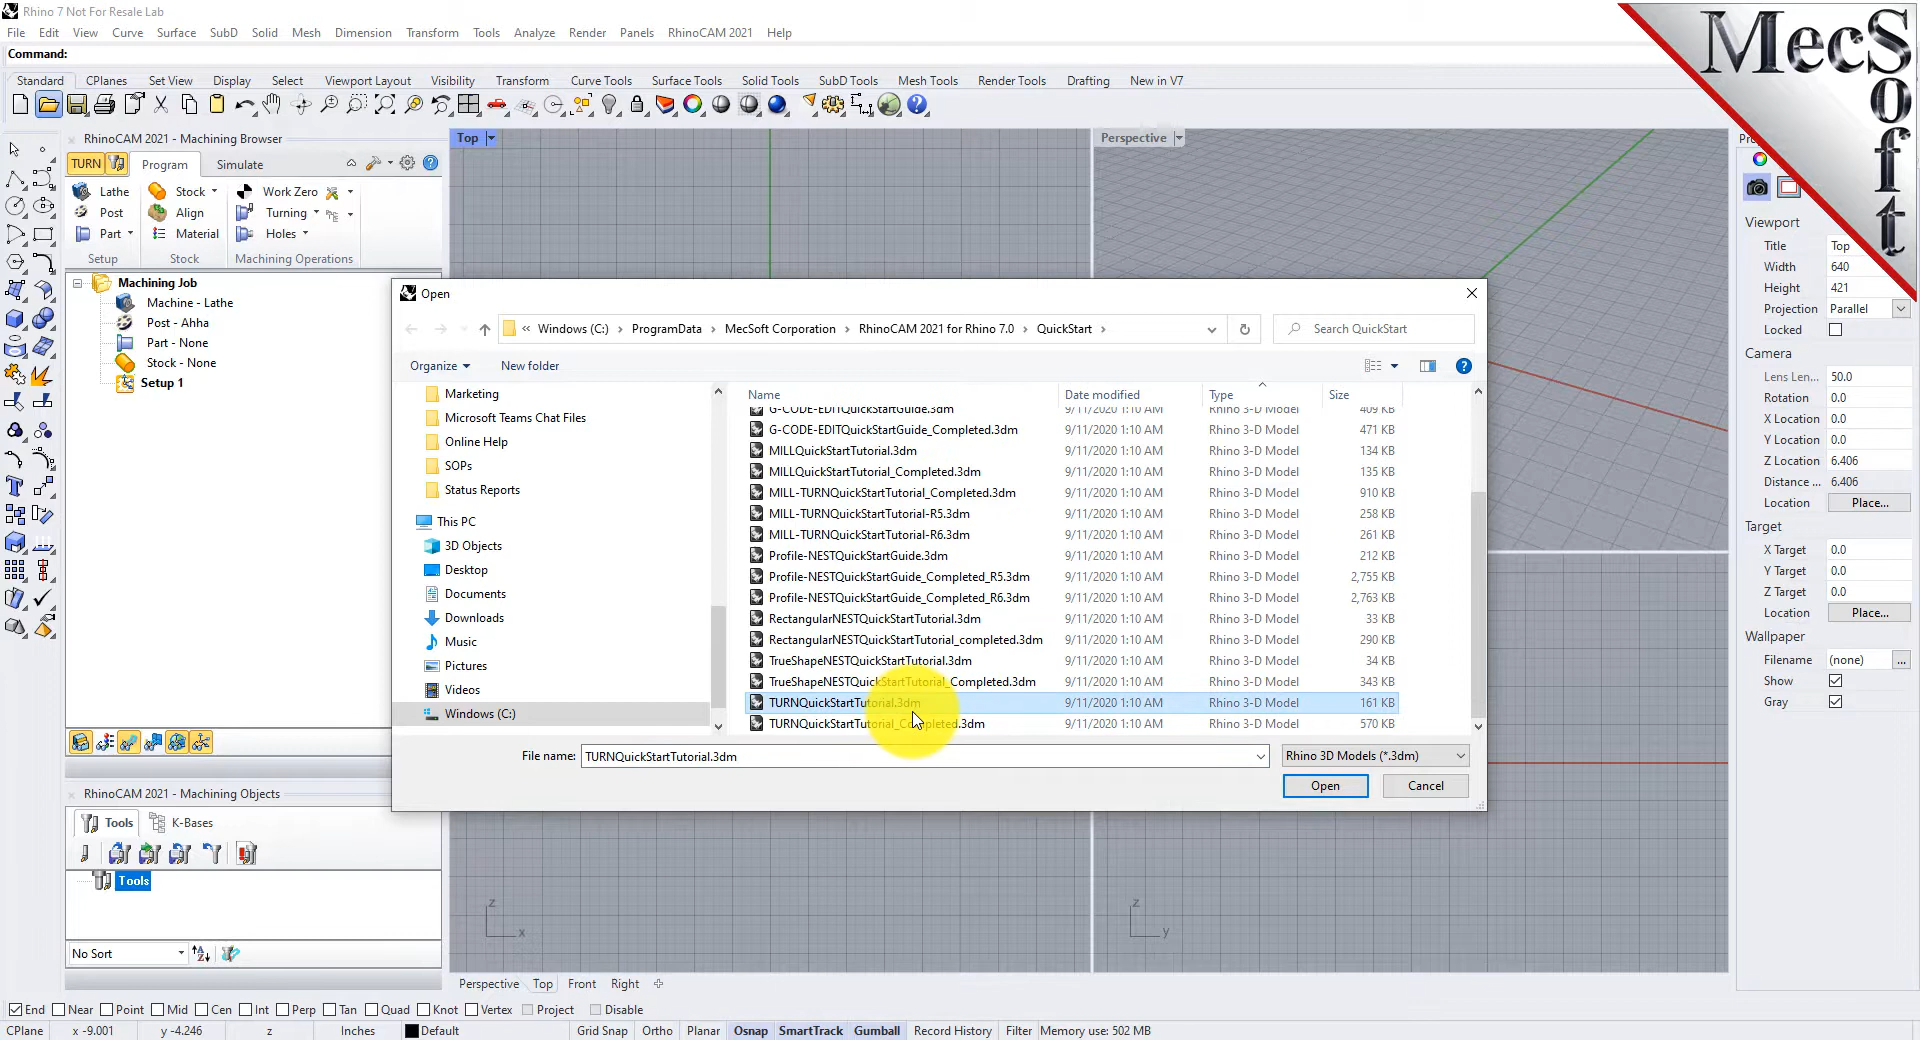 Rhino 7 Not For Resale Lab
File Edit View Curve Surface SubD Solid Mesh Dimension Transform Tools Analyze Render Panels RhinoCAM 2021 Help
Command:
Standard CPlanes Set View Display Select Viewport Layout Visibility Transform Curve Tools Surface Tools Solid Tools SubD Tools Mesh Tools Render Tools Drafting New in V7
MecSoft
RhinoCAM 2021 - Machining Browser
TURN Program Simulate
Lathe Stock Work Zero
Post Align Turning
Part Material Holes
Setup Stock Machining Operations
Machining Job
Machine - Lathe
Post - Ahha
Part - None
Stock - None
Setup 1
RhinoCAM 2021 - Machining Objects
Tools K-Bases
Tools
No Sort
Top
Perspective
Open
« Windows (C:) › ProgramData › MecSoft Corporation › RhinoCAM 2021 for Rhino 7.0 › QuickStart ›
Search QuickStart
Organize New folder
Marketing
Microsoft Teams Chat Files
Online Help
SOPs
Status Reports
This PC
3D Objects
Desktop
Documents
Downloads
Music
Pictures
Videos
Windows (C:)
Name Date modified Type Size
G-CODE-EDITQuickStartGuide.3dm 9/11/2020 1:10 AM Rhino 3-D Model 409 KB
G-CODE-EDITQuickStartGuide_Completed.3dm 9/11/2020 1:10 AM Rhino 3-D Model 471 KB
MILLQuickStartTutorial.3dm 9/11/2020 1:10 AM Rhino 3-D Model 134 KB
MILLQuickStartTutorial_Completed.3dm 9/11/2020 1:10 AM Rhino 3-D Model 135 KB
MILL-TURNQuickStartTutorial_Completed.3dm 9/11/2020 1:10 AM Rhino 3-D Model 910 KB
MILL-TURNQuickStartTutorial-R5.3dm 9/11/2020 1:10 AM Rhino 3-D Model 258 KB
MILL-TURNQuickStartTutorial-R6.3dm 9/11/2020 1:10 AM Rhino 3-D Model 261 KB
Profile-NESTQuickStartGuide.3dm 9/11/2020 1:10 AM Rhino 3-D Model 212 KB
Profile-NESTQuickStartGuide_Completed_R5.3dm 9/11/2020 1:10 AM Rhino 3-D Model 2,755 KB
Profile-NESTQuickStartGuide_Completed_R6.3dm 9/11/2020 1:10 AM Rhino 3-D Model 2,763 KB
RectangularNESTQuickStartTutorial.3dm 9/11/2020 1:10 AM Rhino 3-D Model 33 KB
RectangularNESTQuickStartTutorial_completed.3dm 9/11/2020 1:10 AM Rhino 3-D Model 290 KB
TrueShapeNESTQuickStartTutorial.3dm 9/11/2020 1:10 AM Rhino 3-D Model 34 KB
TrueShapeNESTQuickStartTutorial_Completed.3dm 9/11/2020 1:10 AM Rhino 3-D Model 343 KB
TURNQuickStartTutorial.3dm 9/11/2020 1:10 AM Rhino 3-D Model 161 KB
TURNQuickStartTutorial_Completed.3dm 9/11/2020 1:10 AM Rhino 3-D Model 570 KB
File name: TURNQuickStartTutorial.3dm Rhino 3D Models (*.3dm)
Open Cancel
z
x
z
y
Viewport
Title Top
Width 640
Height 421
Projection Parallel
Locked
Camera
Lens Len... 50.0
Rotation 0.0
X Location 0.0
Y Location 0.0
Z Location 6.406
Distance ... 6.406
Location Place...
Target
X Target 0.0
Y Target 0.0
Z Target 0.0
Location Place...
Wallpaper
Filename (none) ...
Show
Gray
Perspective Top Front Right
End Near Point Mid Cen Int Perp Tan Quad Knot Vertex Project Disable
CPlane x -9.001 y -4.246 z Inches Default Grid Snap Ortho Planar Osnap SmartTrack Gumball Record History Filter Memory use: 502 MB